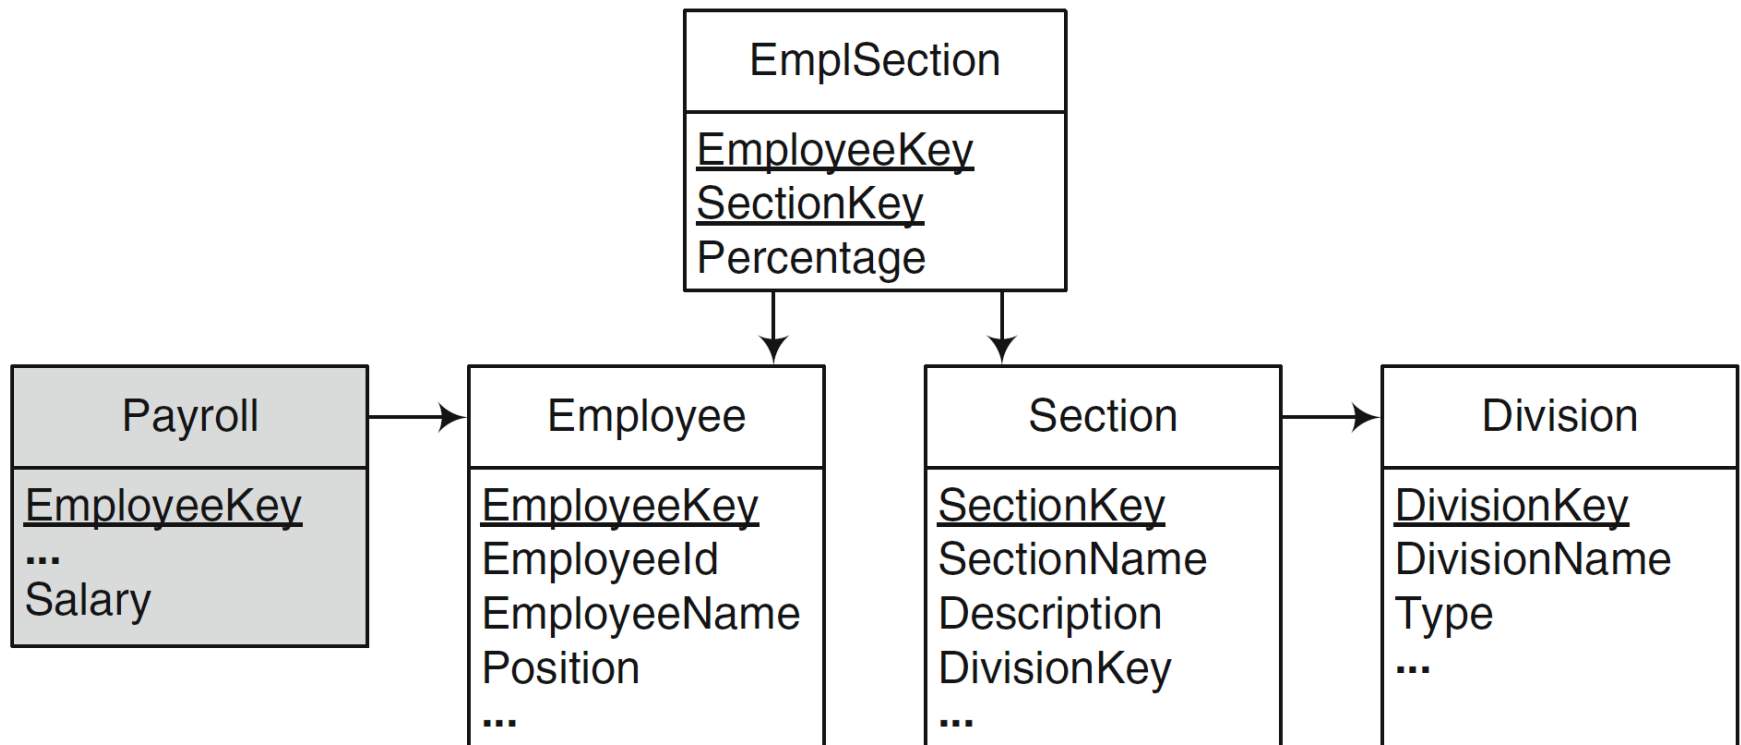 EmplSection
EmployeeKey
SectionKey
Percentage
Payroll
EmployeeKey
...
Salary
Employee
EmployeeKey
EmployeeId
EmployeeName
Position
...
Section
SectionKey
SectionName
Description
DivisionKey
...
Division
DivisionKey
DivisionName
Type
...